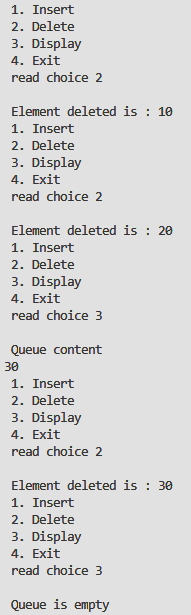 1. Insert
2. Delete
3. Display
4. Exit
read choice 2
Element deleted is : 10
1. Insert
2. Delete
3. Display
4. Exit
read choice 2
Element deleted is : 20
1. Insert
2. Delete
3. Display
4. Exit
read choice 3
Queue content
30
1. Insert
2. Delete
3. Display
4. Exit
read choice 2
Element deleted is : 30
1. Insert
2. Delete
3. Display
4. Exit
read choice 3
Queue is empty